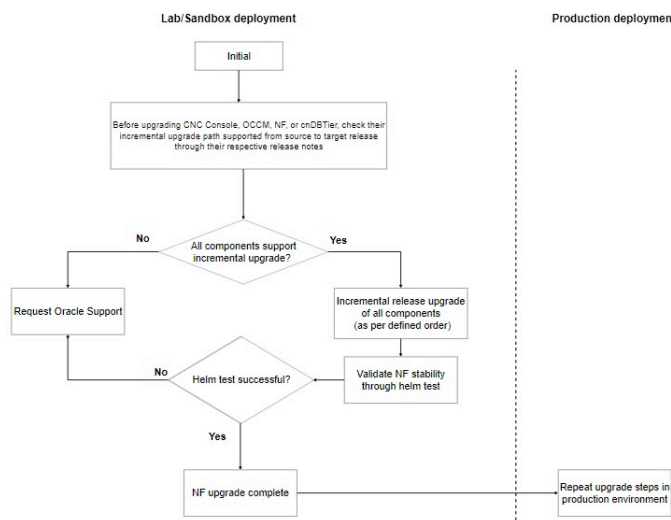 Lab/Sandbox deployment
Production deploymen
Initial
Before upgrading CNC Console, OCCM, NF, or cnDBTier, check their
incremental upgrade path supported from source to target release
through their respective release notes
No
Yes
All components support
incremental upgrade?
Request Oracle Support
Incremental release upgrade
of all components
(as per defined order)
No
Helm test successful?
Validate NF stability
through helm test
Yes
NF upgrade complete
Repeat upgrade steps in
production environment